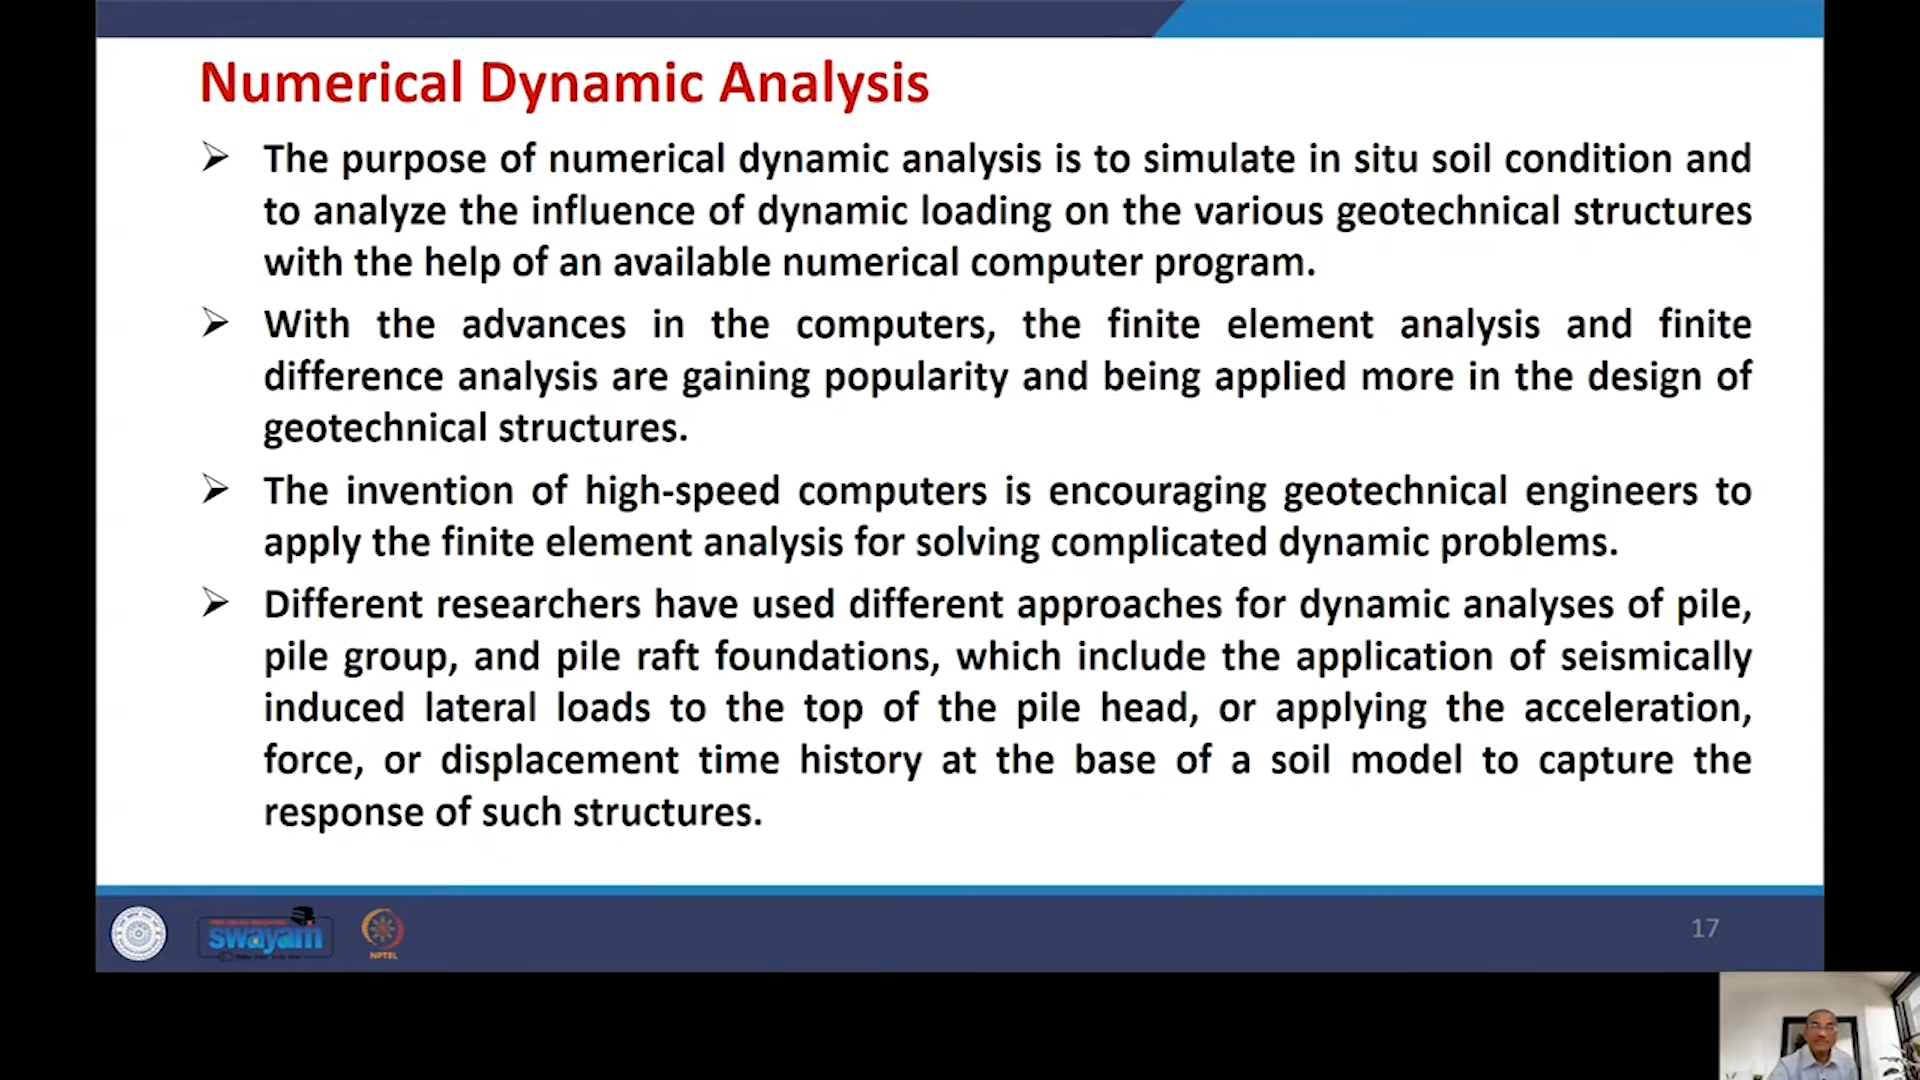 Numerical Dynamic Analysis
The purpose of numerical dynamic analysis is to simulate in situ soil condition and
to analyze the influence of dynamic loading on the various geotechnical structures
with the help of an available numerical computer program.
With the advances in the computers, the finite element analysis and finite
difference analysis are gaining popularity and being applied more in the design of
geotechnical structures.
The invention of high-speed computers is encouraging geotechnical engineers to
apply the finite element analysis for solving complicated dynamic problems.
Different researchers have used different approaches for dynamic analyses of pile,
pile group, and pile raft foundations, which include the application of seismically
induced lateral loads to the top of the pile head, or applying the acceleration,
force, or displacement time history at the base of a soil model to capture the
response of such structures.
swayam
NPTEL
17